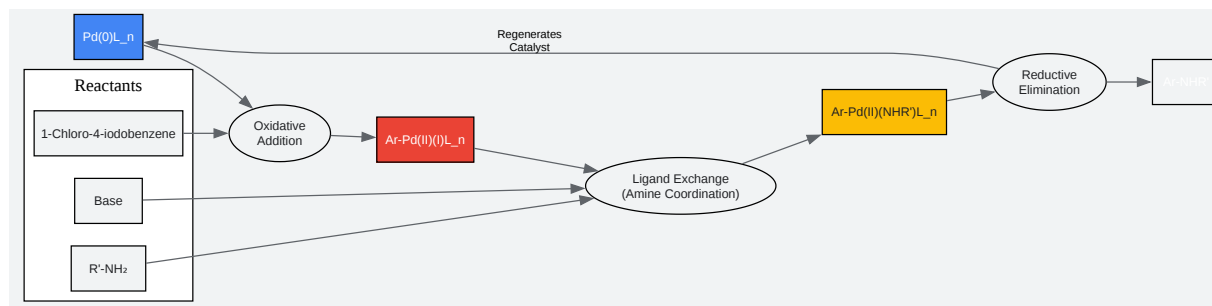 Pd(0)L_n
Regenerates
Catalyst
Reactants
1-Chloro-4-iodobenzene
Base
R'-NH₂
Oxidative
Addition
Ar-Pd(II)(I)L_n
Ligand Exchange
(Amine Coordination)
Ar-Pd(II)(NHR')L_n
Reductive
Elimination
Ar-NHR'